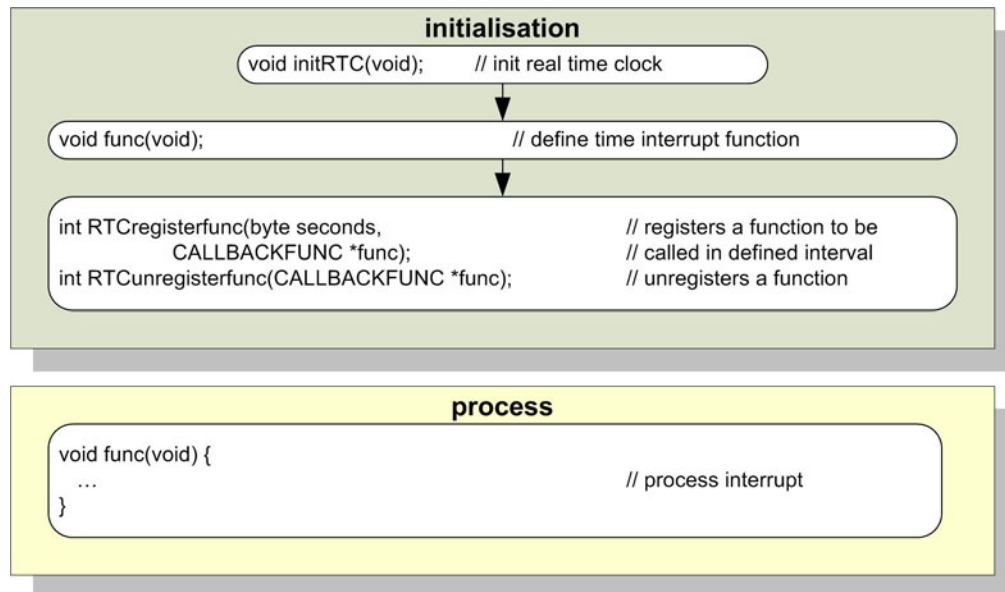 initialisation
void initRTC(void); // init real time clock
void func(void); // define time interrupt function
int RTCregisterfunc(byte seconds, // registers a function to be
CALLBACKFUNC *func); // called in defined interval
int RTCunregisterfunc(CALLBACKFUNC *func); // unregisters a function
process
void func(void) {
… // process interrupt
}